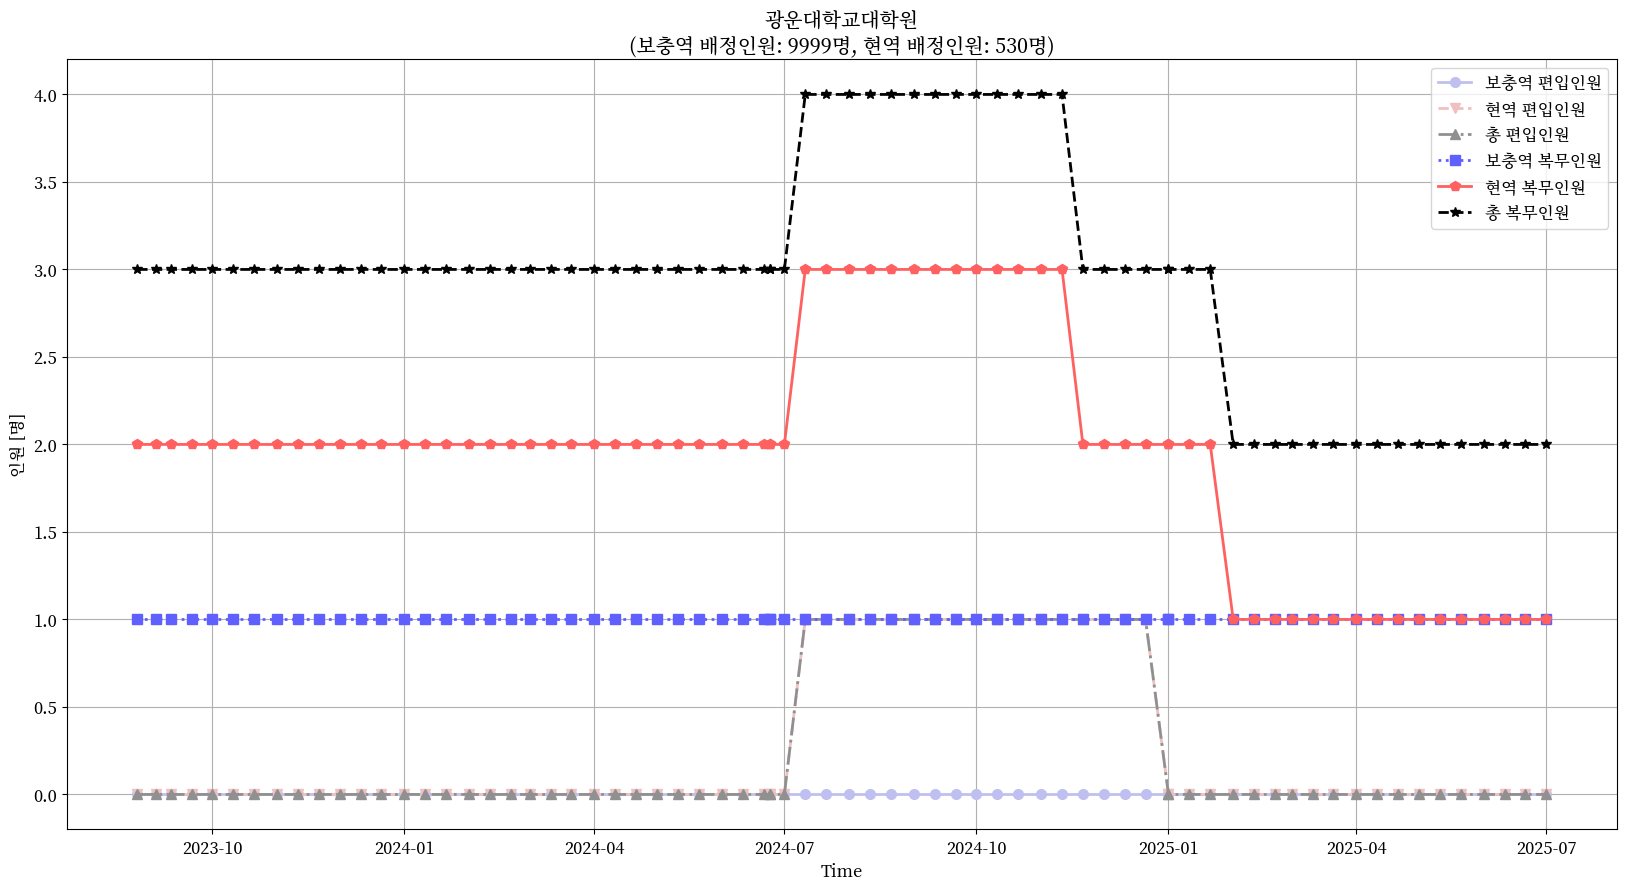 광운대학교대학원
(보충역 배정인원: 9999명, 현역 배정인원: 530명)
보충역 편입인원
현역 편입인원
총 편입인원
보충역 복무인원
현역 복무인원
총 복무인원
인원 [명]
4.0
3.5
3.0
2.5
2.0
1.5
1.0
0.5
0.0
2023-10 2024-01 2024-04 2024-07 2024-10 2025-01 2025-04 2025-07
Time